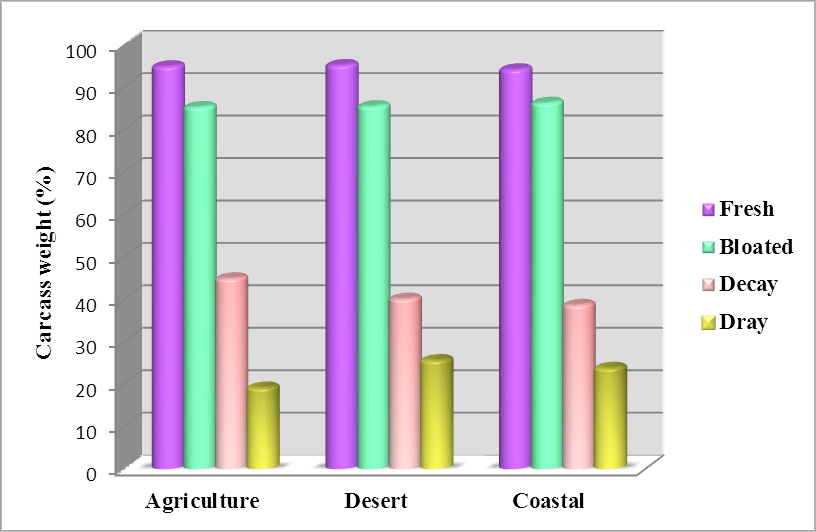 100
90
80
70
60
50
40
30
20
10
0
Carcass weight (%)
Agriculture
Desert
Coastal
Fresh
Bloated
Decay
Dray